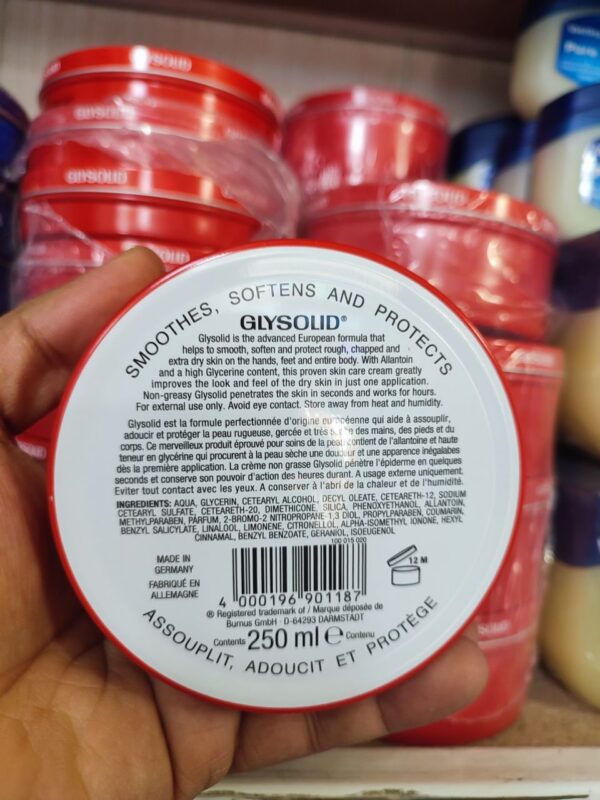 GLYSOLID
GLYSOLID
GLYSOLID
SMOOTHES, SOFTENS AND PROTECTS
GLYSOLID®
Glysolid is the advanced European formula that
helps to smooth, soften and protect rough, chapped and
extra dry skin on the hands, feet and entire body. With Allantoin
and a high Glycerine content, this proven skin care cream greatly
improves the look and feel of the dry skin in just one application.
Non-greasy Glysolid penetrates the skin in seconds and works for hours.
For external use only. Avoid eye contact. Store away from heat and humidity.
Glysolid est la formule perfectionnée d'origine européenne qui aide à assouplir,
adoucir et protéger la peau rugueuse, gercée et très des mains, des pieds et du
corps. Ce merveilleux produit éprouvé pour soins de la peau contient de l'allantoine et haute
teneur en glycérine qui procurent à la peau sèche une douceur et une apparence inégalabes
dès la première application. La crème non grasse Glysolid pénètre l'épiderme en quelques
seconds et conserve son pouvoir d'action des heures durant. A usage externe uniquement.
Eviter tout contact avec les yeux. A conserver à l'abri de la chaleur et de l'humidité.
INGREDIENTS: AQUA, GLYCERIN, CETEARYL ALCOHOL, DECYL OLEATE, CETEARETH-12, SODIUM
CETEARYL SULFATE, CETEARETH-20, DIMETHICONE, SILICA, PHENOXYETHANOL, ALLANTOIN,
METHYLPARABEN, PARFUM, 2-BROMO-2 NITROPROPANE-1,3 DIOL, PROPYLPARABEN, COUMARIN,
BENZYL SALICYLATE, LINALOOL, LIMONENE, CITRONELLOL, ALPHA-ISOMETHYL IONONE, HEXYL
CINNAMAL, BENZYL BENZOATE, GERANIOL, ISOEUGENOL
100 015 020
MADE IN
GERMANY
FABRIQUÉ EN
ALLEMAGNE
12 M
4 000196 901187
® Registered trademark of / Marque déposée de
Burnus GmbH · D-64293 DARMSTADT
Contents 250 ml e Contenu
ASSOUPLIT, ADOUCIT ET PROTÈGE